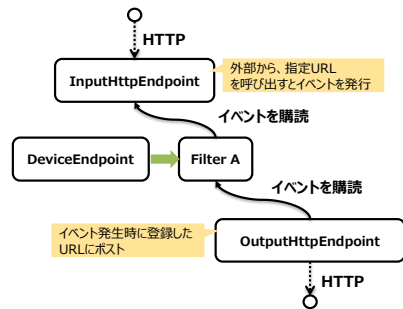 HTTP
InputHttpEndpoint
外部から、指定URL
を呼び出すとイベントを発行
イベントを購読
DeviceEndpoint
Filter A
イベントを購読
イベント発生時に登録した
URLにポスト
OutputHttpEndpoint
HTTP